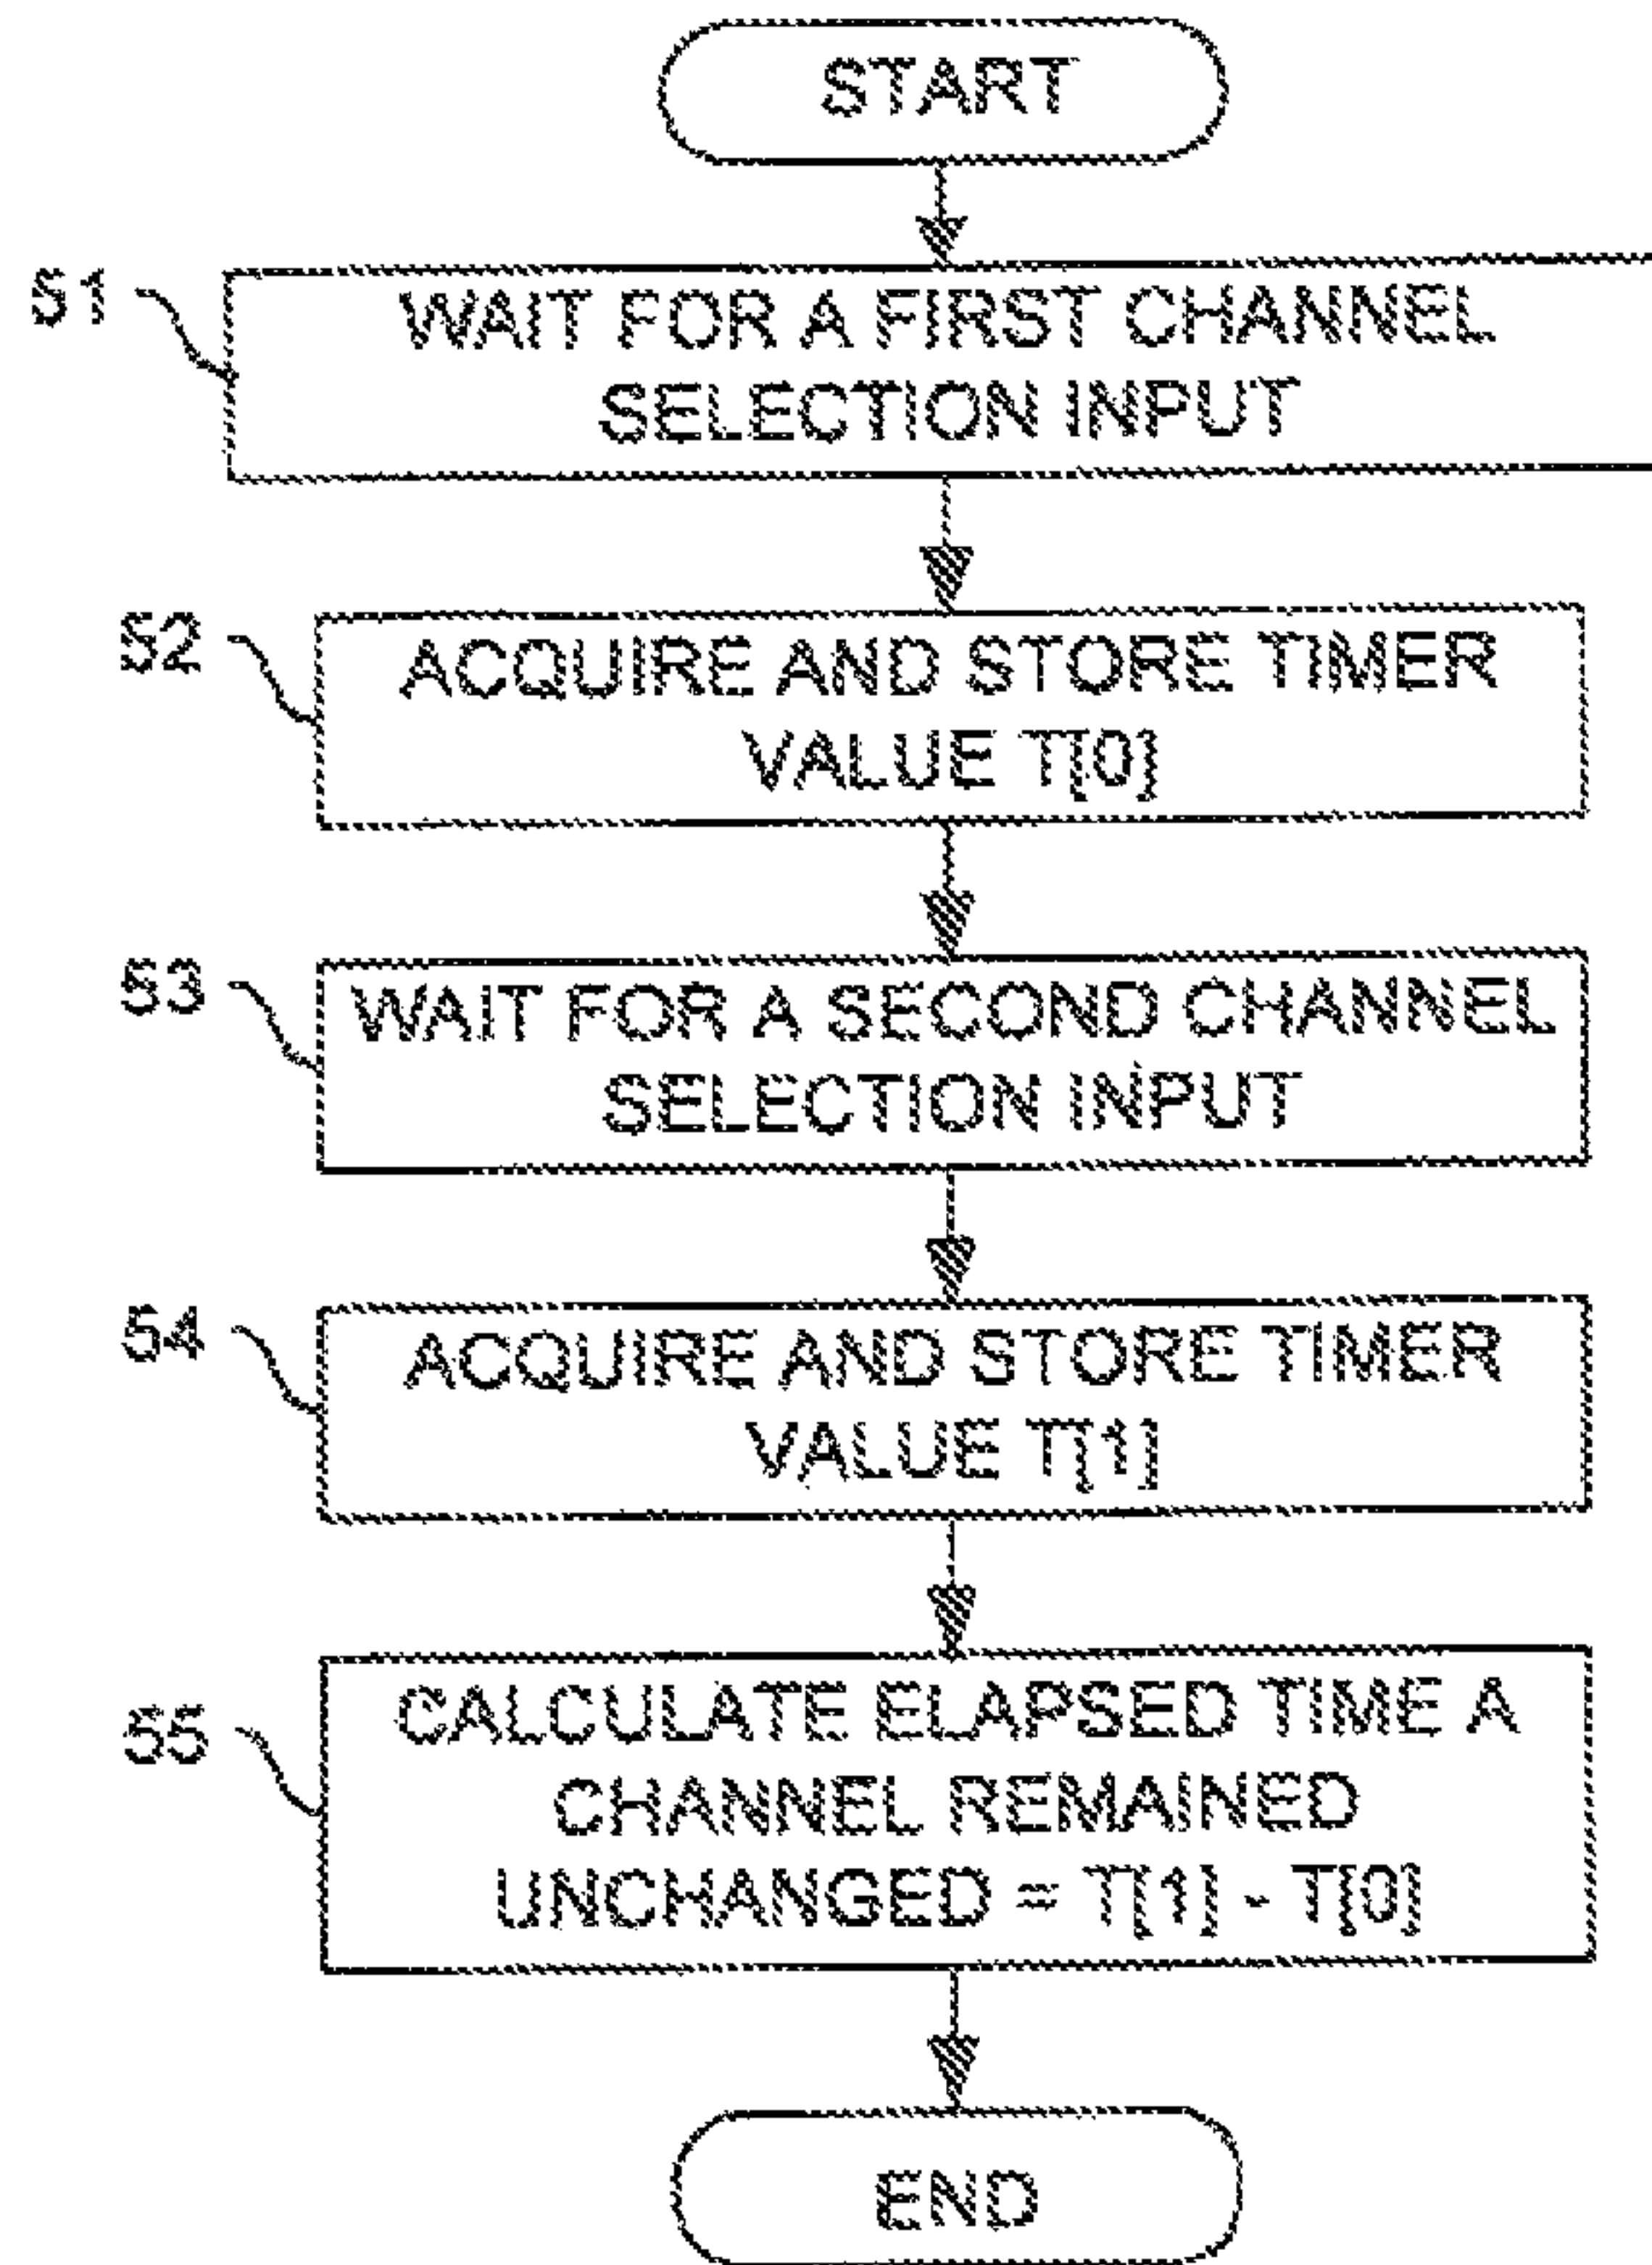 START
51
WAIT FOR A FIRST CHANNEL
SELECTION INPUT
52
ACQUIRE AND STORE TIMER
VALUE T[0]
53
WAIT FOR A SECOND CHANNEL
SELECTION INPUT
54
ACQUIRE AND STORE TIMER
VALUE T[1]
55
CALCULATE ELAPSED TIME A
CHANNEL REMAINED
UNCHANGED = T[1] - T[0]
END